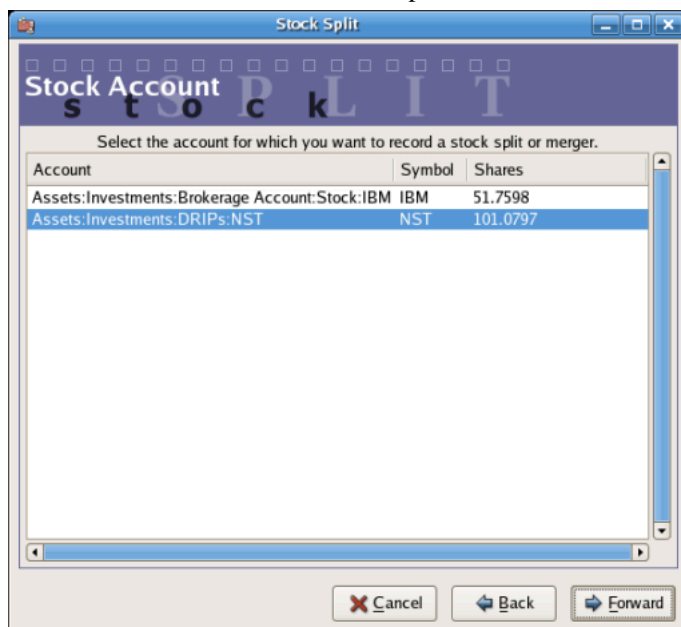 Stock Split
Stock Account
stock SPLIT
Select the account for which you want to record a stock split or merger.
Account Symbol Shares
Assets:Investments:Brokerage Account:Stock:IBM IBM 51.7598
Assets:Investments:DRIPs:NST NST 101.0797
Cancel Back Forward